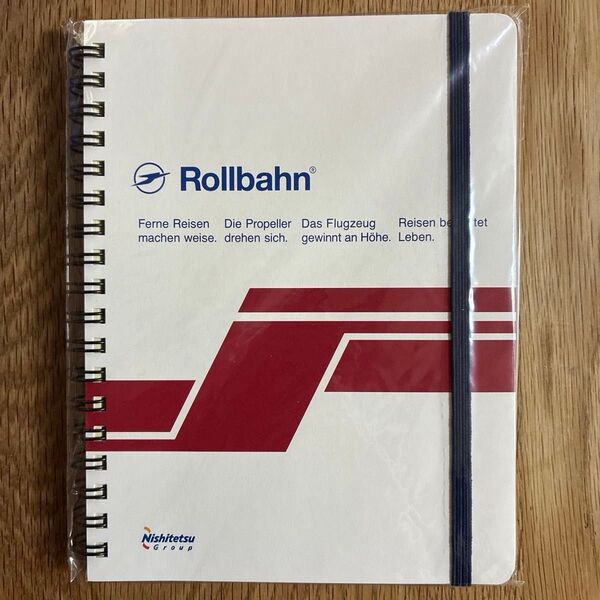 Rollbahn®
Ferne Reisen
machen weise.
Die Propeller
drehen sich.
Das Flugzeug
gewinnt an Höhe.
Reisen
Leben.
Nishitetsu
Group